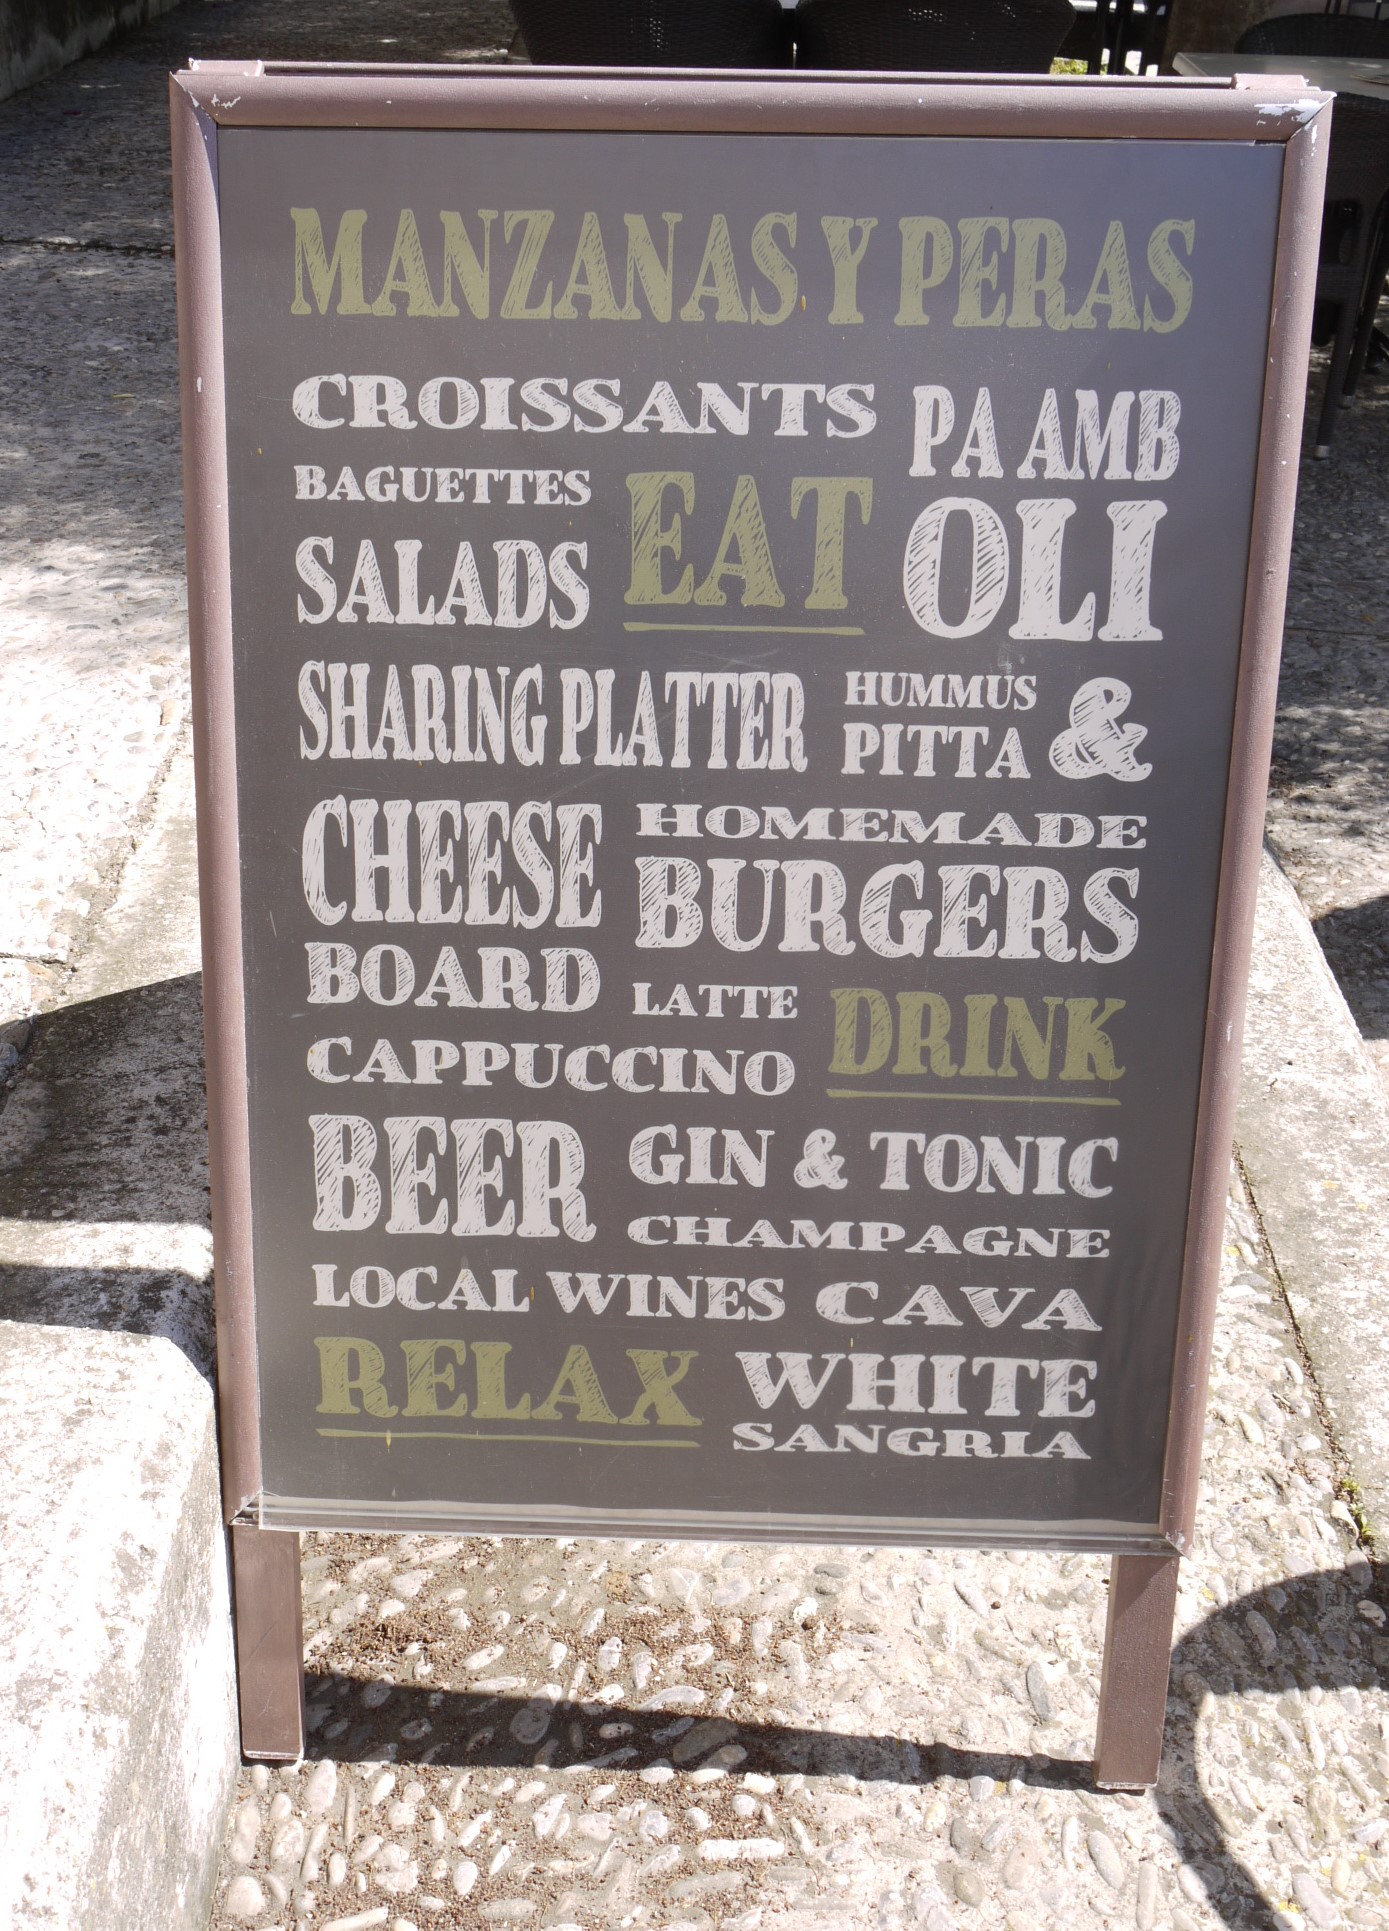 MANZANAS Y PERAS
CROISSANTS
PA AMB
OLI
BAGUETTES
EAT
SALADS
SHARING PLATTER
HUMMUS
PITTA &
CHEESE
BOARD
HOMEMADE
BURGERS
LATTE
DRINK
CAPPUCCINO
BEER
GIN & TONIC
CHAMPAGNE
LOCAL WINES CAVA
RELAX
WHITE
SANGRIA